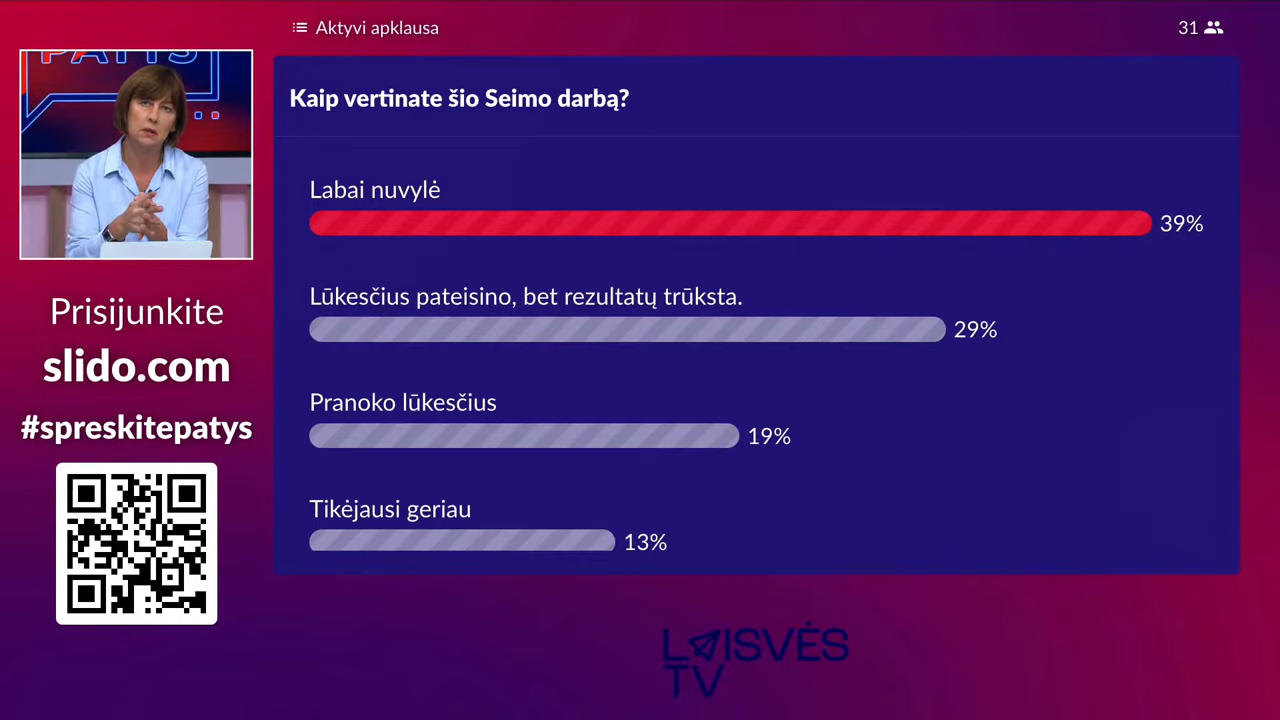 Aktyvi apklausa
31
PATYS
Kaip vertinate šio Seimo darbą?
Labai nuvylė
39%
Lūkesčius pateisino, bet rezultatų trūksta.
29%
Pranoko lūkesčius
19%
Tikėjausi geriau
13%
Prisijunkite
slido.com
#spreskitepatys
LAISVĖS
TV